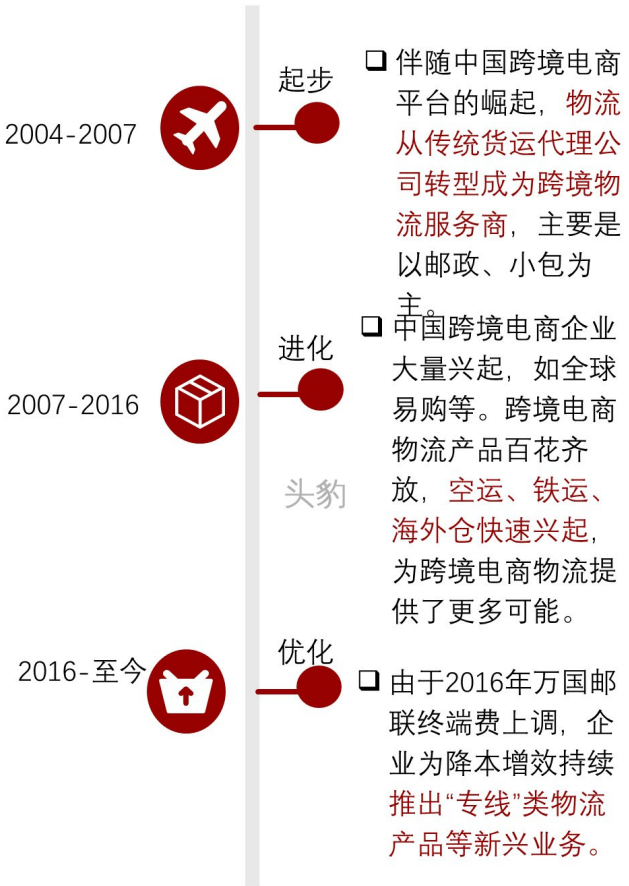 起步
2004-2007
❑ 伴随中国跨境电商
平台的崛起，物流
从传统货运代理公
司转型成为跨境物
流服务商，主要是
以邮政、小包为
主。
进化
2007-2016
❑ 中国跨境电商企业
大量兴起，如全球
易购等。跨境电商
物流产品百花齐
放，空运、铁运、
海外仓快速兴起，
为跨境电商物流提
供了更多可能。
头豹
优化
2016-至今
❑ 由于2016年万国邮
联终端费上调，企
业为降本增效持续
推出“专线”类物流
产品等新兴业务。